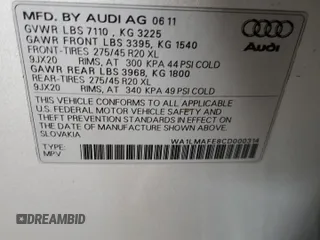 MFD. BY AUDI AG 06 11
GVWR LBS 7110 , KG 3225
GAWR FRONT LBS 3395, KG 1540
FRONT-TIRES 275/45 R20 XL
9JX20 RIMS, AT 300 KPA 44 PSI COLD
GAWR REAR LBS 3968, KG 1800
REAR-TIRES 275/45 R20 XL
9JX20 RIMS, AT 340 KPA 49 PSI COLD
THIS VEHICLE CONFORMS TO ALL APPLICABLE
U.S. FEDERAL MOTOR VEHICLE SAFETY STANDARDS
IN EFFECT ON THE DATE OF MANUFACTURE
SHOWN ABOVE.
SLOVAKIA
TYPE:
MPV
WA1LMAFE8CD000316
Audi
© DREAMBID